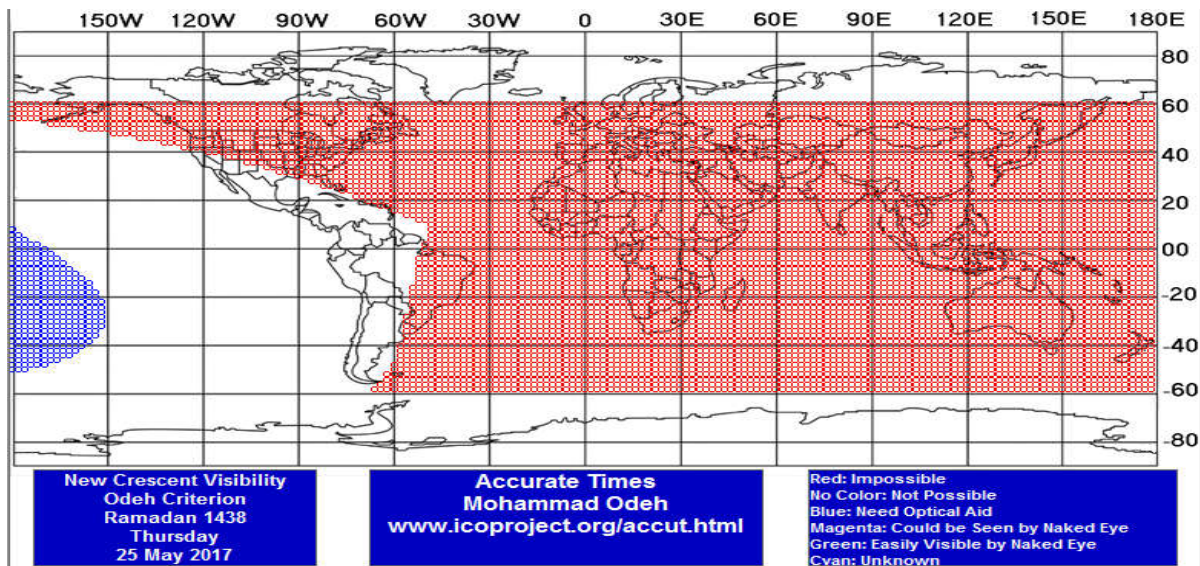 150W 120W 90W 60W 30W 0 30E 60E 90E 120E 150E 180E
80
60
40
20
00
-20
-40
-60
-80
New Crescent Visibility
Odeh Criterion
Ramadan 1438
Thursday
25 May 2017
Accurate Times
Mohammad Odeh
www.icoproject.org/accut.html
Red: Impossible
No Color: Not Possible
Blue: Need Optical Aid
Magenta: Could be Seen by Naked Eye
Green: Easily Visible by Naked Eye
Cyan: Unknown